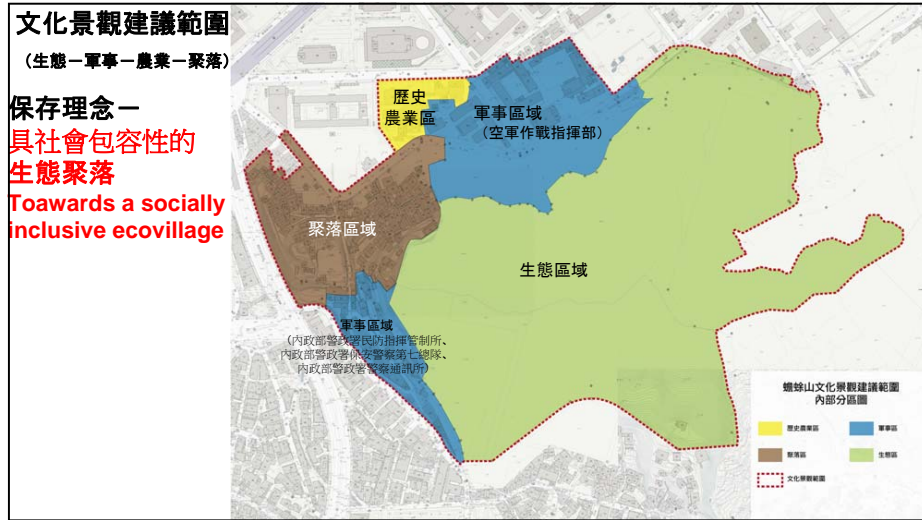 文化景觀建議範圍
（生態－軍事－農業－聚落）
保存理念－
具社會包容性的
生態聚落
Toawards a socially
inclusive ecovillage
歷史
農業區
軍事區域
（空軍作戰指揮部）
聚落區域
生態區域
軍事區域
（內政部警政署民防指揮管制所、
內政部警政署保安警察第七總隊、
內政部警政署警察通訊所）
蟾蜍山文化景觀建議範圍
內部分區圖
歷史農業區
軍事區
聚落區
生態區
文化景觀範圍